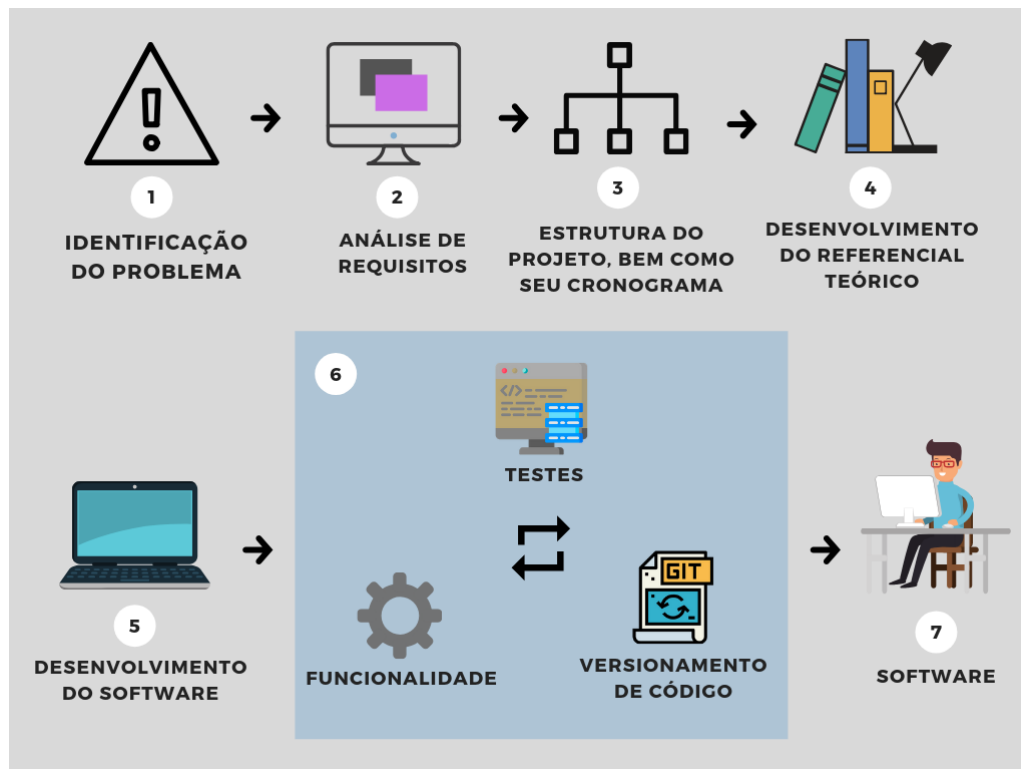 1
IDENTIFICAÇÃO
DO PROBLEMA
2
ANÁLISE DE
REQUISITOS
3
ESTRUTURA DO
PROJETO, BEM COMO
SEU CRONOGRAMA
4
DESENVOLVIMENTO
DO REFERENCIAL
TEÓRICO
5
DESENVOLVIMENTO
DO SOFTWARE
6
</>
TESTES
FUNCIONALIDADE
GIT
VERSIONAMENTO
DE CÓDIGO
7
SOFTWARE